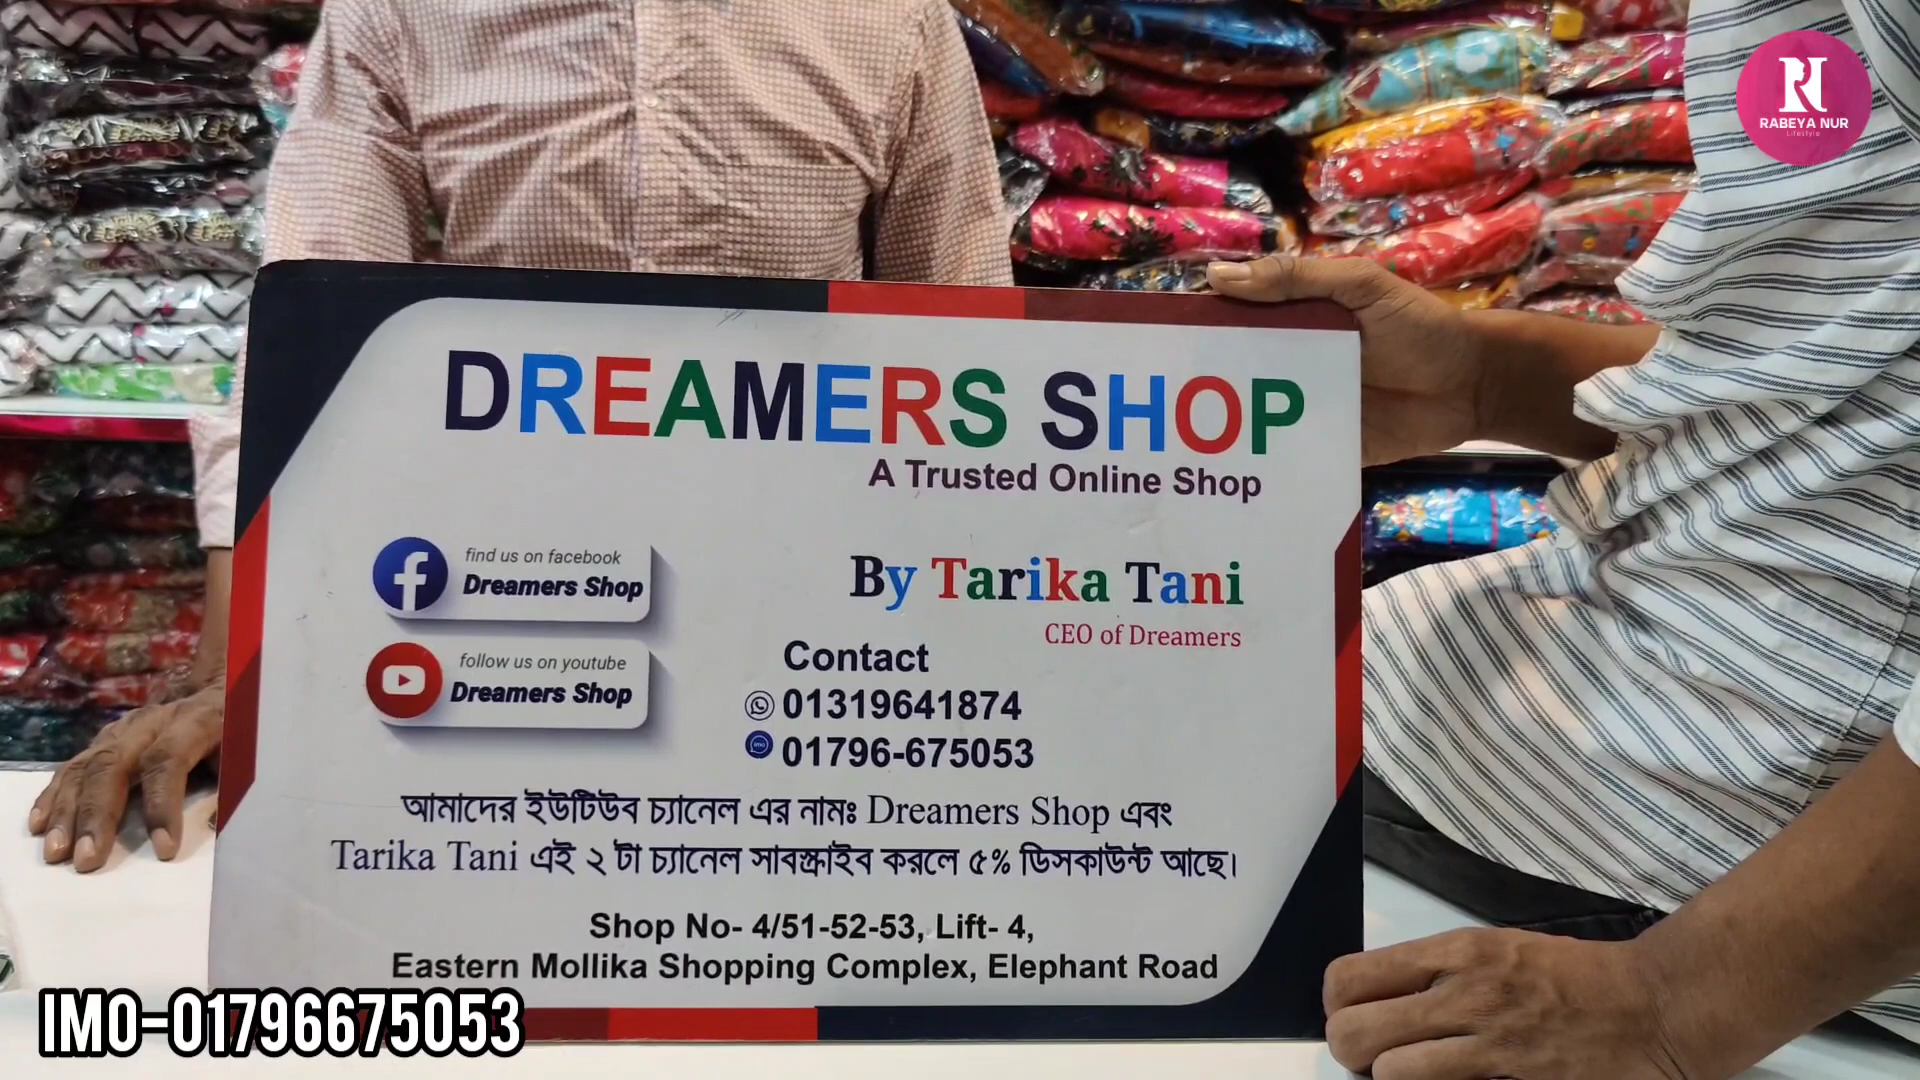 RABEYA NUR
Lifestyle
DREAMERS SHOP
A Trusted Online Shop
find us on facebook
Dreamers Shop
follow us on youtube
Dreamers Shop
By Tarika Tani
CEO of Dreamers
Contact
01319641874
01796-675053
আমাদের ইউটিউব চ্যানেল এর নামঃ Dreamers Shop এবং
Tarika Tani এই ২ টা চ্যানেল সাবস্ক্রাইব করলে ৫% ডিসকাউন্ট আছে।
Shop No- 4/51-52-53, Lift- 4,
Eastern Mollika Shopping Complex, Elephant Road
IMO=01796675053